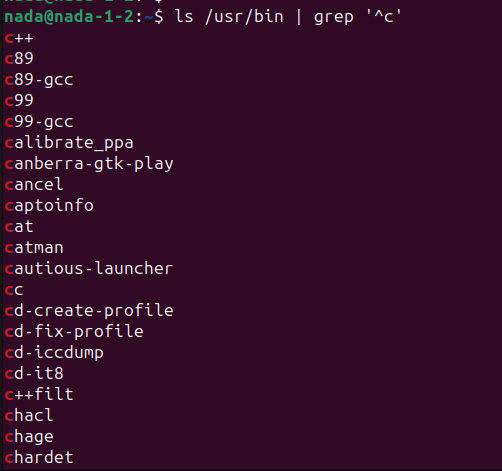 nada@nada-1-2:~$ ls /usr/bin | grep '^c'
c++
c89
c89-gcc
c99
c99-gcc
calibrate_ppa
canberra-gtk-play
cancel
captoinfo
cat
catman
cautious-launcher
cc
cd-create-profile
cd-fix-profile
cd-iccdump
cd-it8
c++filt
chacl
chage
chardet